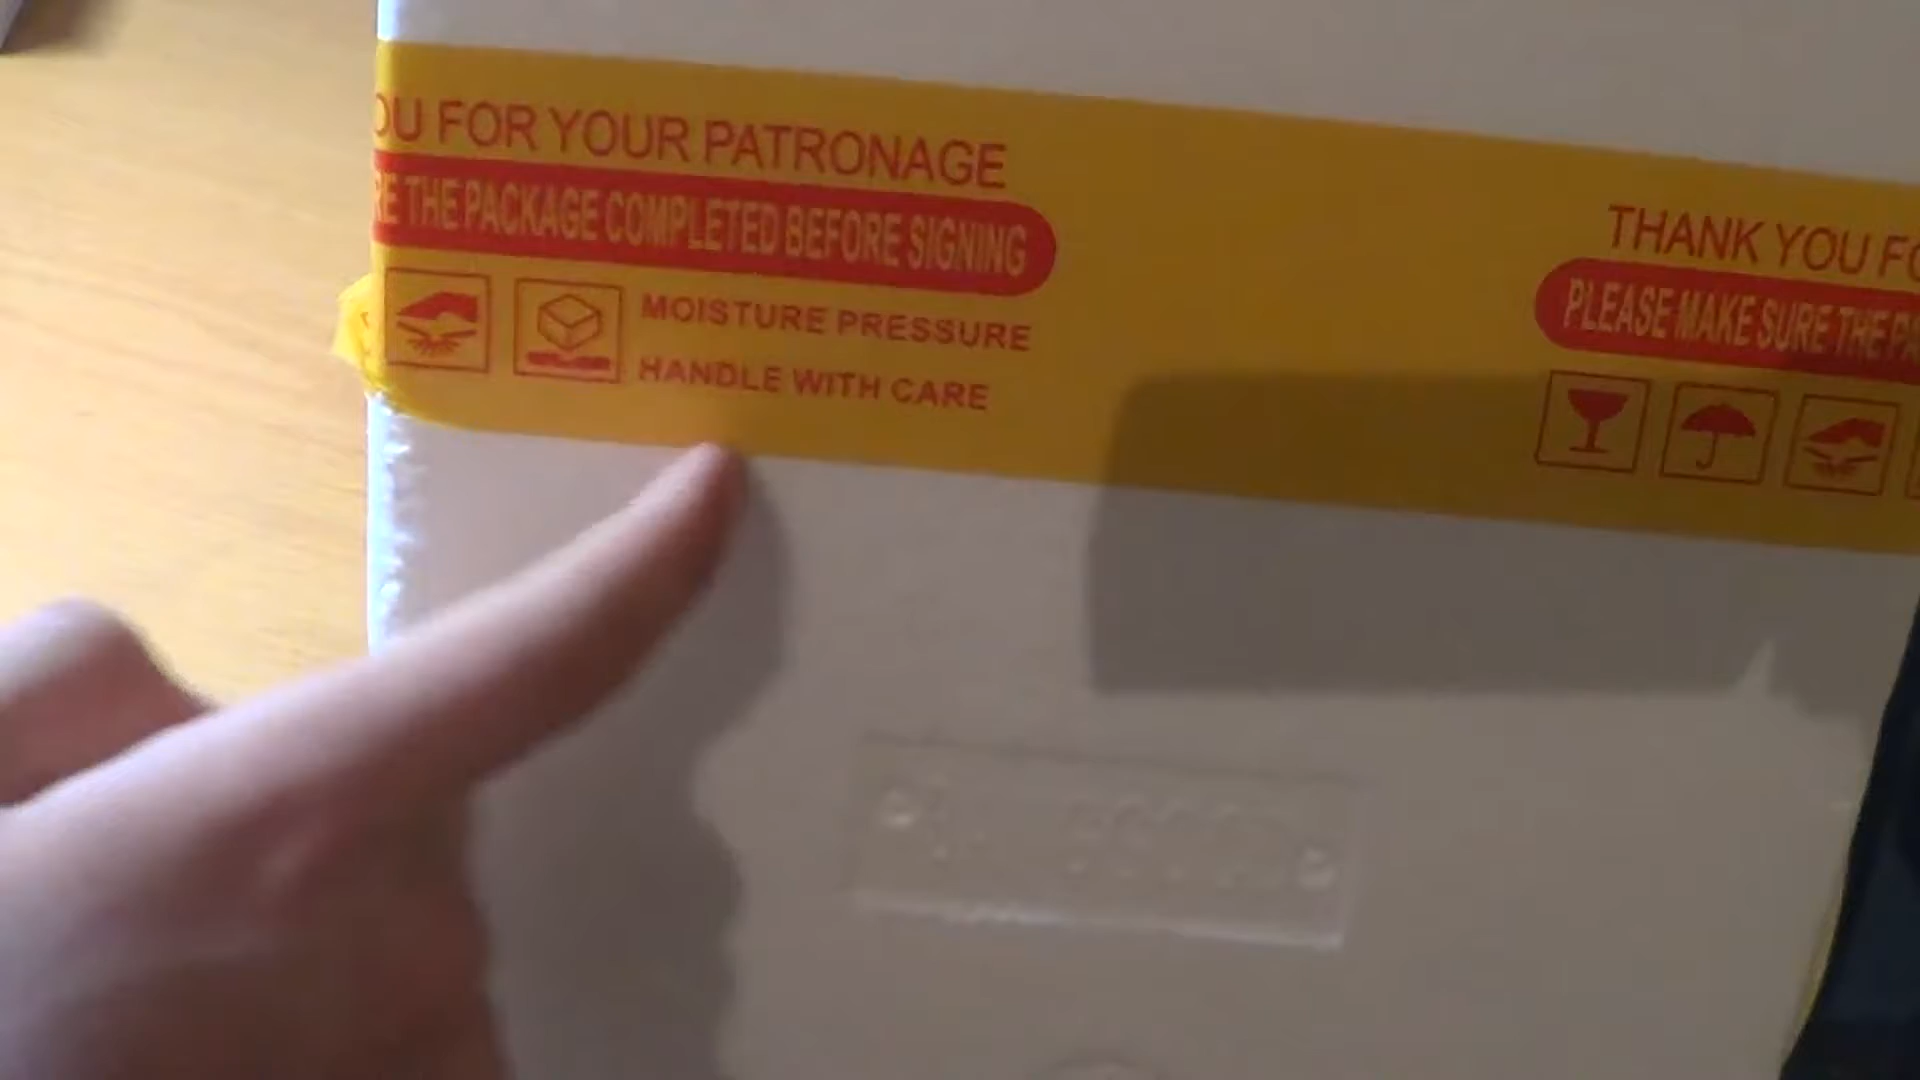 OU FOR YOUR PATRONAGE
RE THE PACKAGE COMPLETED BEFORE SIGNING
MOISTURE PRESSURE
HANDLE WITH CARE
THANK YOU FO
PLEASE MAKE SURE THE PA